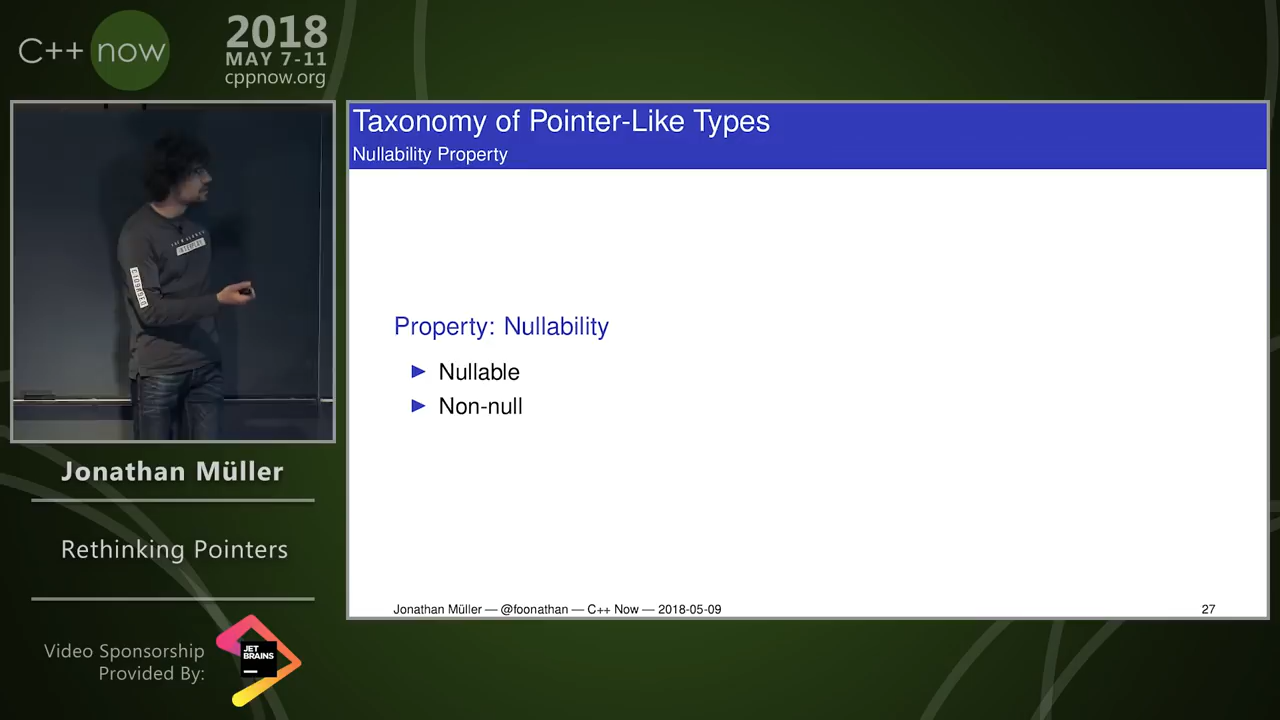 C++ now
2018
MAY 7-11
cppnow.org
Taxonomy of Pointer-Like Types
Nullability Property
Property: Nullability
► Nullable
► Non-null
Jonathan Müller — @foonathan — C++ Now — 2018-05-09
27
Jonathan Müller
Rethinking Pointers
Video Sponsorship
Provided By:
JET
BRAINS